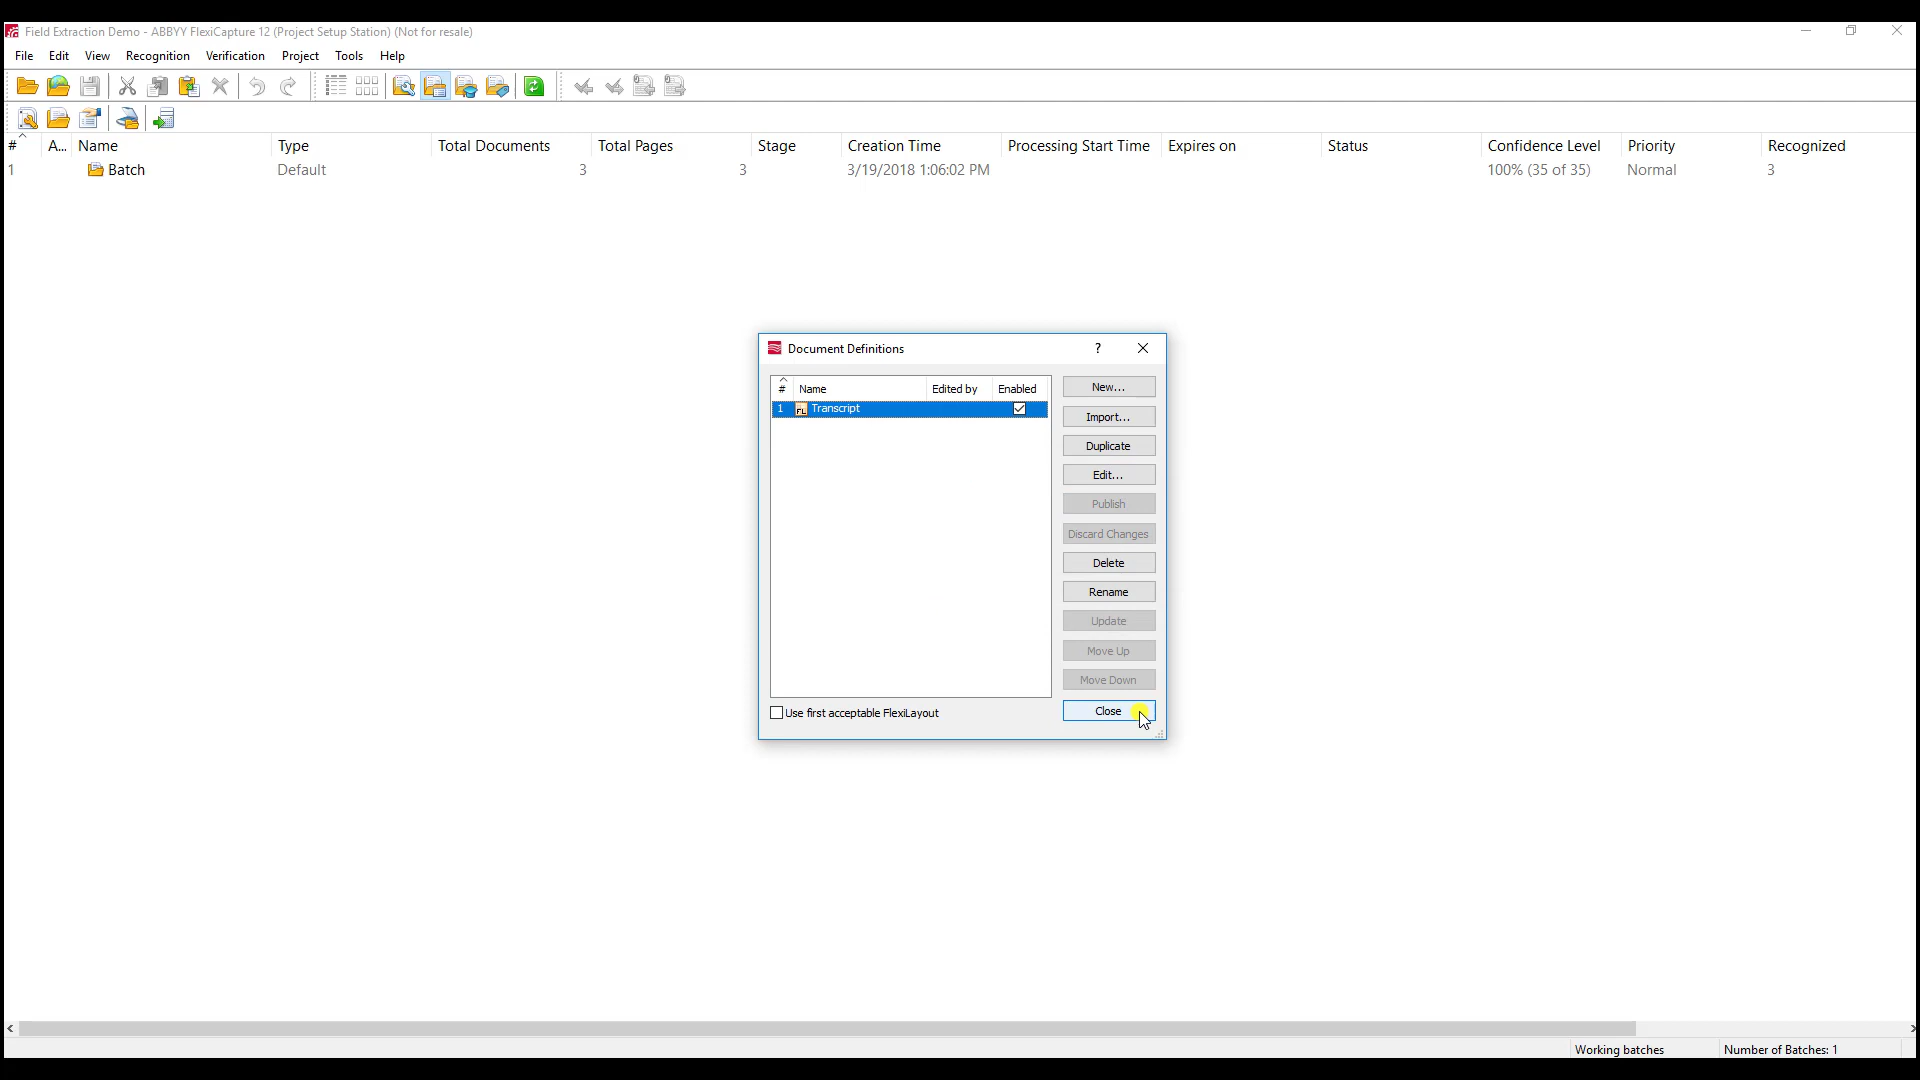 Field Extraction Demo - ABBYY FlexiCapture 12 (Project Setup Station) (Not for resale)
File Edit View Recognition Verification Project Tools Help
# A... Name Type Total Documents Total Pages Stage Creation Time Processing Start Time Expires on Status Confidence Level Priority Recognized
1 Batch Default 3 3 3/19/2018 1:06:02 PM 100% (35 of 35) Normal 3
Document Definitions ?
# Name Edited by Enabled
1 FL Transcript
New...
Import...
Duplicate
Edit...
Publish
Discard Changes
Delete
Rename
Update
Move Up
Move Down
Use first acceptable FlexiLayout
Close
Working batches Number of Batches: 1